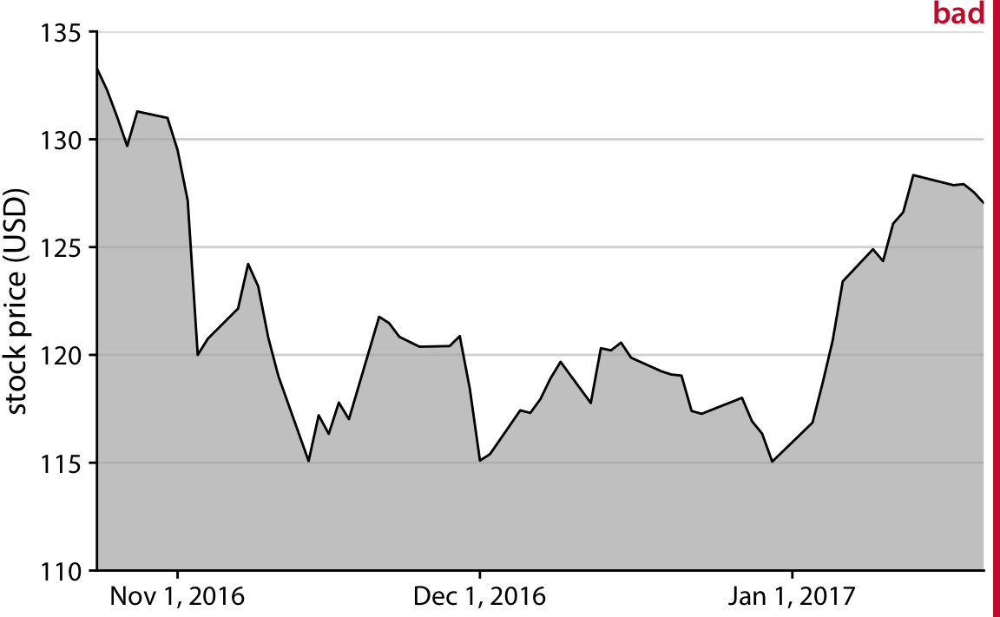 bad
135
130
125
120
115
110
stock price (USD)
Nov 1, 2016
Dec 1, 2016
Jan 1, 2017